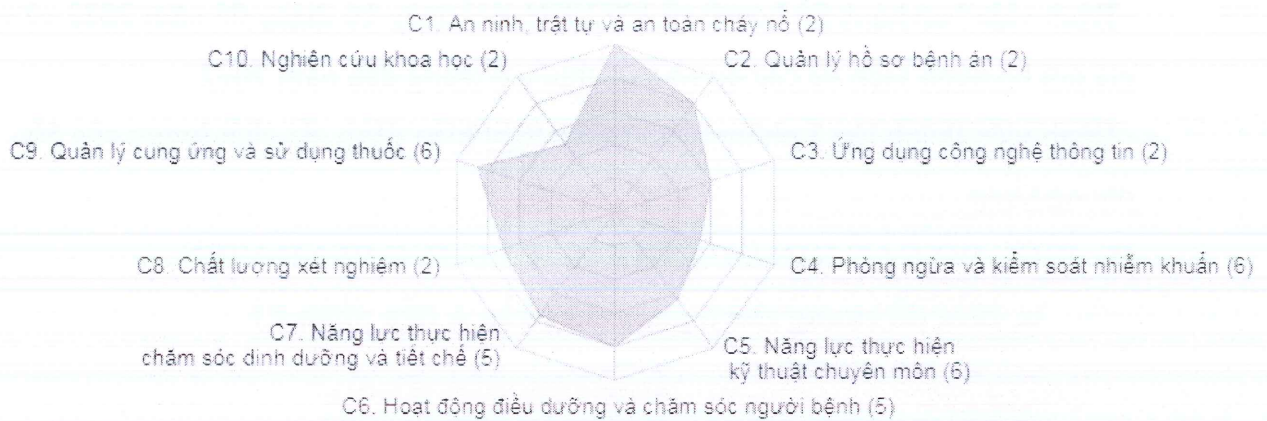 C1. An ninh, trật tự và an toàn cháy nổ (2)
C2. Quản lý hồ sơ bệnh án (2)
C3. Ứng dụng công nghệ thông tin (2)
C4. Phòng ngừa và kiểm soát nhiễm khuẩn (6)
C5. Năng lực thực hiện
kỹ thuật chuyên môn (6)
C6. Hoạt động điều dưỡng và chăm sóc người bệnh (5)
C7. Năng lực thực hiện
chăm sóc dinh dưỡng và tiết chế (5)
C8. Chất lượng xét nghiệm (2)
C9. Quản lý cung ứng và sử dụng thuốc (6)
C10. Nghiên cứu khoa học (2)